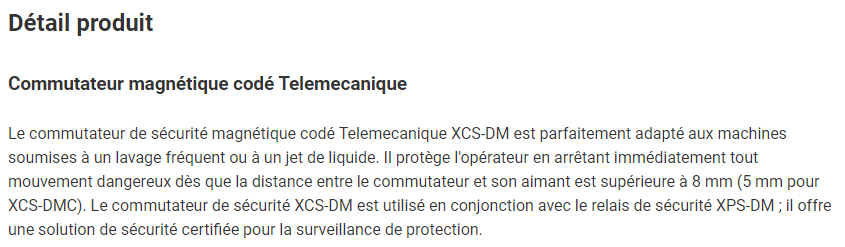 Détail produit
Commutateur magnétique codé Telemecanique
Le commutateur de sécurité magnétique codé Telemecanique XCS-DM est parfaitement adapté aux machines
soumises à un lavage fréquent ou à un jet de liquide. Il protège l'opérateur en arrêtant immédiatement tout
mouvement dangereux dès que la distance entre le commutateur et son aimant est supérieure à 8 mm (5 mm pour
XCS-DMC). Le commutateur de sécurité XCS-DM est utilisé en conjonction avec le relais de sécurité XPS-DM ; il offre
une solution de sécurité certifiée pour la surveillance de protection.